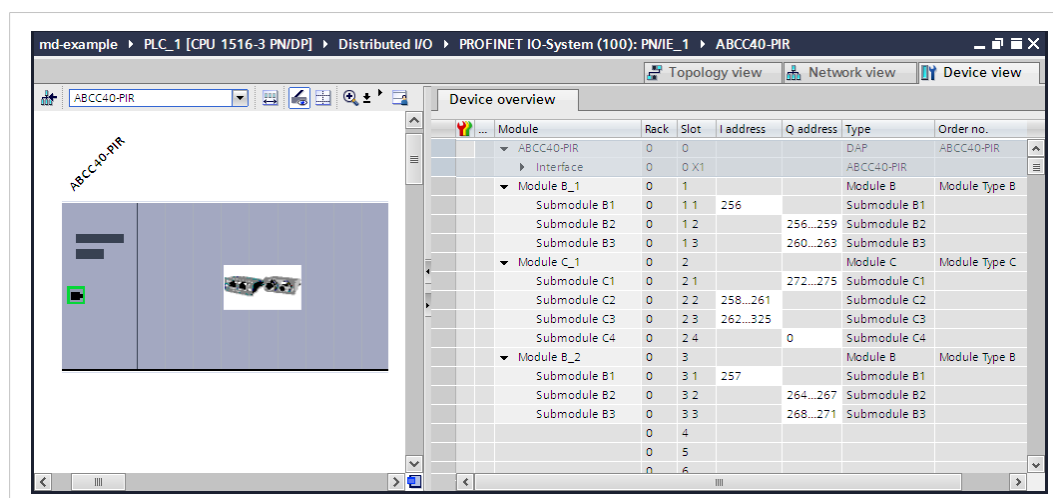 md-example ▸ PLC_1 [CPU 1516-3 PN/DP] ▸ Distributed I/O ▸ PROFINET IO-System (100): PN/IE_1 ▸ ABCC40-PIR
Topology view Network view Device view
ABCC40-PIR
Device overview
... Module Rack Slot I address Q address Type Order no.
ABCC40-PIR 0 0 DAP ABCC40-PIR
Interface 0 0 X1 ABCC40-PIR
Module B_1 0 1 Module B Module Type B
Submodule B1 0 1 1 256 Submodule B1
Submodule B2 0 1 2 256...259 Submodule B2
Submodule B3 0 1 3 260...263 Submodule B3
Module C_1 0 2 Module C Module Type C
Submodule C1 0 2 1 272...275 Submodule C1
Submodule C2 0 2 2 258...261 Submodule C2
Submodule C3 0 2 3 262...325 Submodule C3
Submodule C4 0 2 4 0 Submodule C4
Module B_2 0 3 Module B Module Type B
Submodule B1 0 3 1 257 Submodule B1
Submodule B2 0 3 2 264...267 Submodule B2
Submodule B3 0 3 3 268...271 Submodule B3
0 4
0 5
0 6
ABCC40-PIR